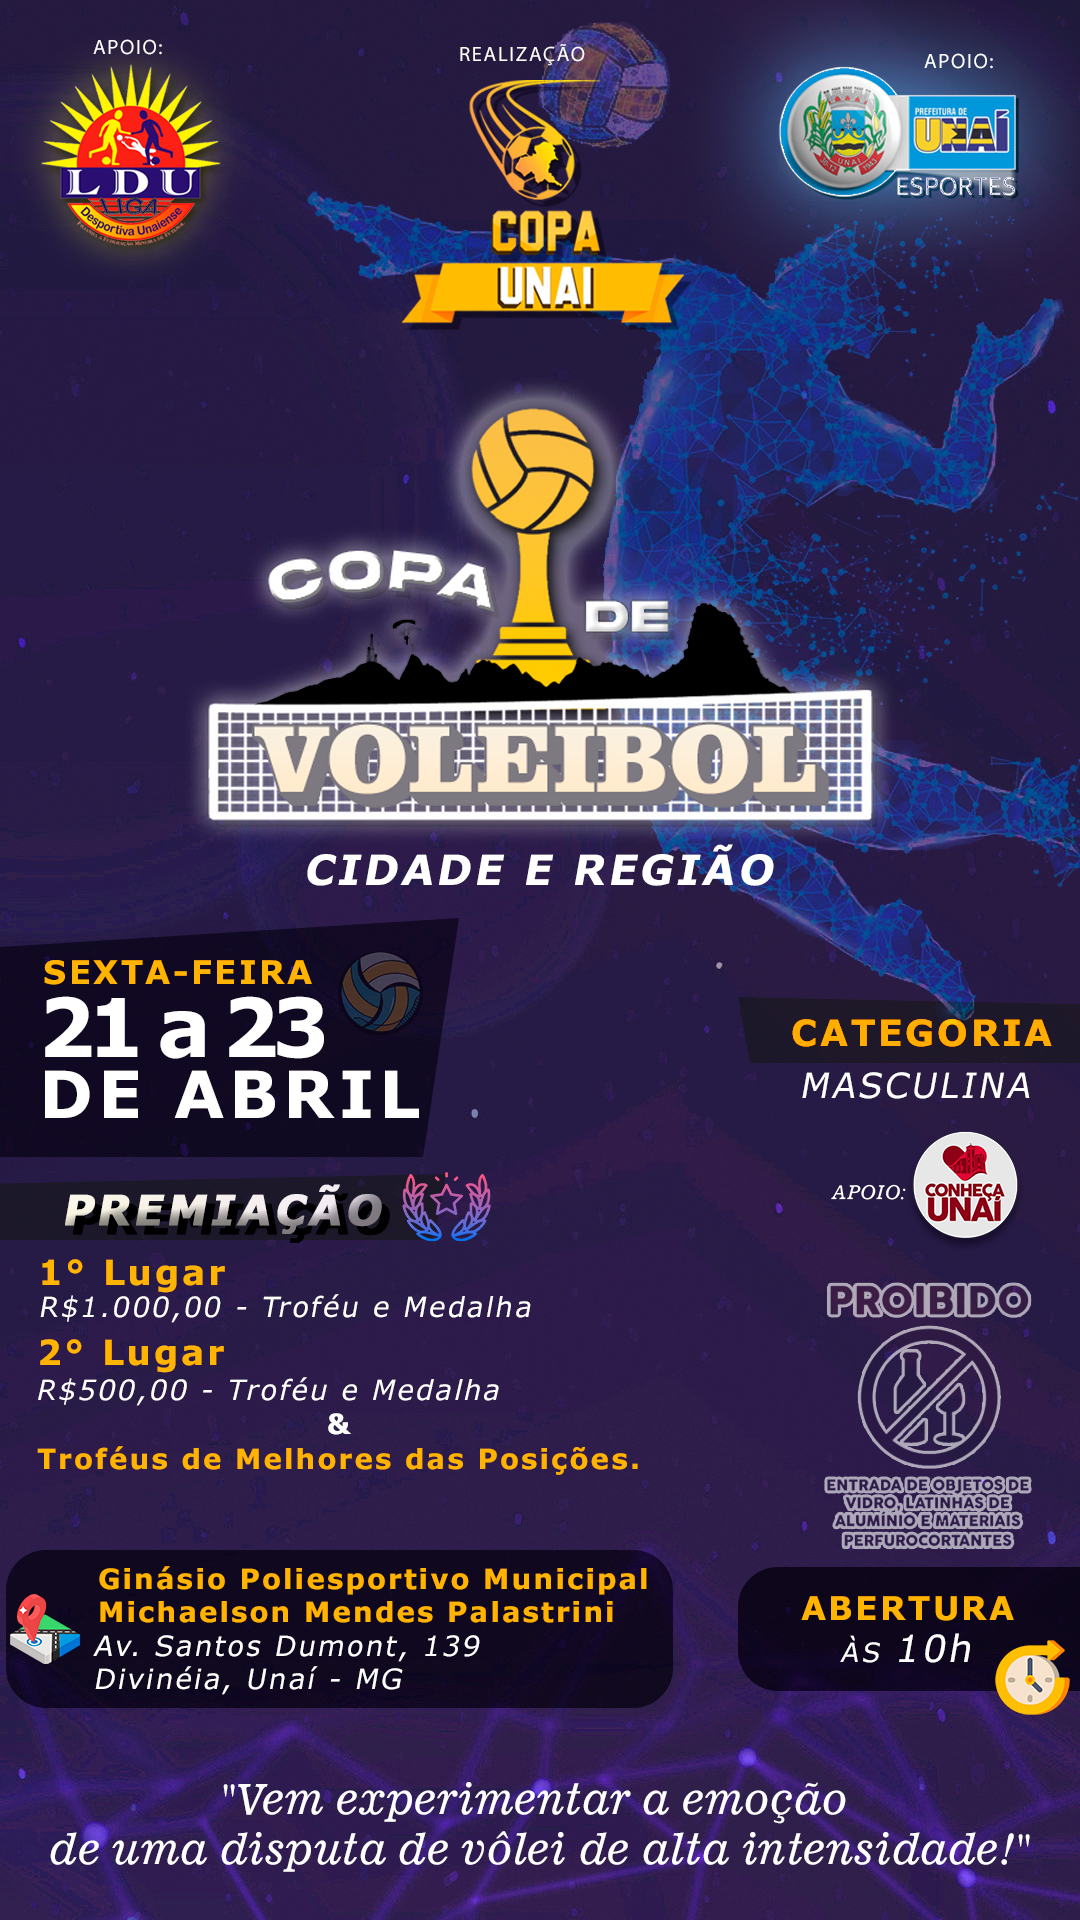 APOIO:
REALIZAÇÃO
APOIO:
LDU
LIGA
Desportiva Unaiense
COPA
UNAI
PREFEITURA DE
UNAÍ
UNAÍ
ESPORTES
COPA
DE
VOLEIBOL
CIDADE E REGIÃO
SEXTA-FEIRA
21 a 23
DE ABRIL
CATEGORIA
MASCULINA
APOIO:
CONHEÇA
UNAÍ
PREMIAÇÃO
1° Lugar
R$1.000,00 - Troféu e Medalha
2° Lugar
R$500,00 - Troféu e Medalha
&
Troféus de Melhores das Posições.
PROIBIDO
ENTRADA DE OBJETOS DE
VIDRO, LATINHAS DE
ALUMÍNIO E MATERIAIS
PERFUROCORTANTES
Ginásio Poliesportivo Municipal
Michaelson Mendes Palastrini
Av. Santos Dumont, 139
Divinéia, Unaí - MG
ABERTURA
ÀS 10h
"Vem experimentar a emoção
de uma disputa de vôlei de alta intensidade!"